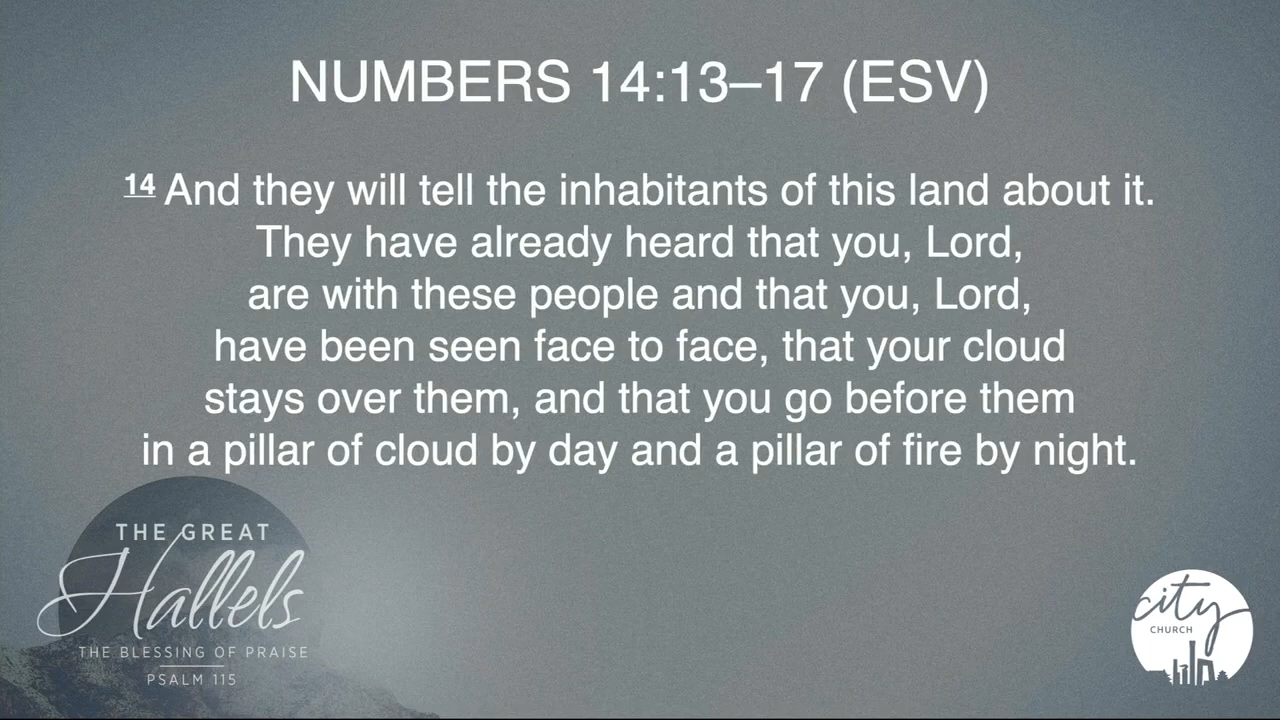 NUMBERS 14:13–17 (ESV)
14 And they will tell the inhabitants of this land about it.
They have already heard that you, Lord,
are with these people and that you, Lord,
have been seen face to face, that your cloud
stays over them, and that you go before them
in a pillar of cloud by day and a pillar of fire by night.
THE GREAT
Hallels
THE BLESSING OF PRAISE
PSALM 115
city
CHURCH